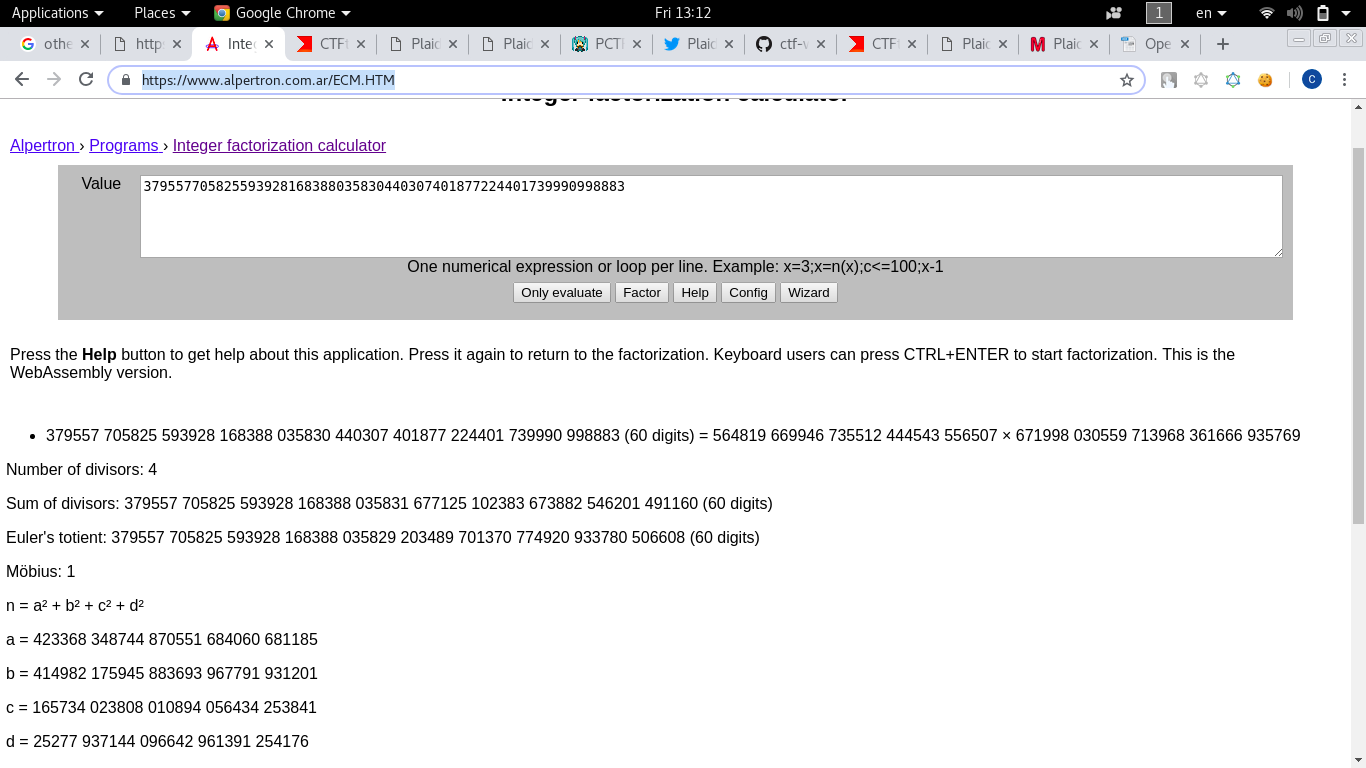 Applications Places Google Chrome Fri 13:12 1 en
othe http: Inte CTF Plaid Plaid PCTF Plaid ctf-v CTF Plaid Plaid Ope
https://www.alpertron.com.ar/ECM.HTM C
Integer factorization calculator
Alpertron › Programs › Integer factorization calculator
Value 379557705825593928168388035830440307401877224401739990998883
One numerical expression or loop per line. Example: x=3;x=n(x);c<=100;x-1
Only evaluate Factor Help Config Wizard
Press the Help button to get help about this application. Press it again to return to the factorization. Keyboard users can press CTRL+ENTER to start factorization. This is the
WebAssembly version.
• 379557 705825 593928 168388 035830 440307 401877 224401 739990 998883 (60 digits) = 564819 669946 735512 444543 556507 × 671998 030559 713968 361666 935769
Number of divisors: 4
Sum of divisors: 379557 705825 593928 168388 035831 677125 102383 673882 546201 491160 (60 digits)
Euler's totient: 379557 705825 593928 168388 035829 203489 701370 774920 933780 506608 (60 digits)
Möbius: 1
n = a² + b² + c² + d²
a = 423368 348744 870551 684060 681185
b = 414982 175945 883693 967791 931201
c = 165734 023808 010894 056434 253841
d = 25277 937144 096642 961391 254176